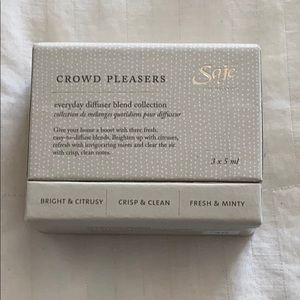 Saje
CROWD PLEASERS
everyday diffuser blend collection
collection de mélanges quotidiens pour diffuseur
Give your home a boost with three fresh,
easy-to-diffuse blends. Brighten up with citruses,
refresh with invigorating mints and clear the air
with crisp, clean notes.
3 x 5 ml
BRIGHT & CITRUSY
CRISP & CLEAN
FRESH & MINTY